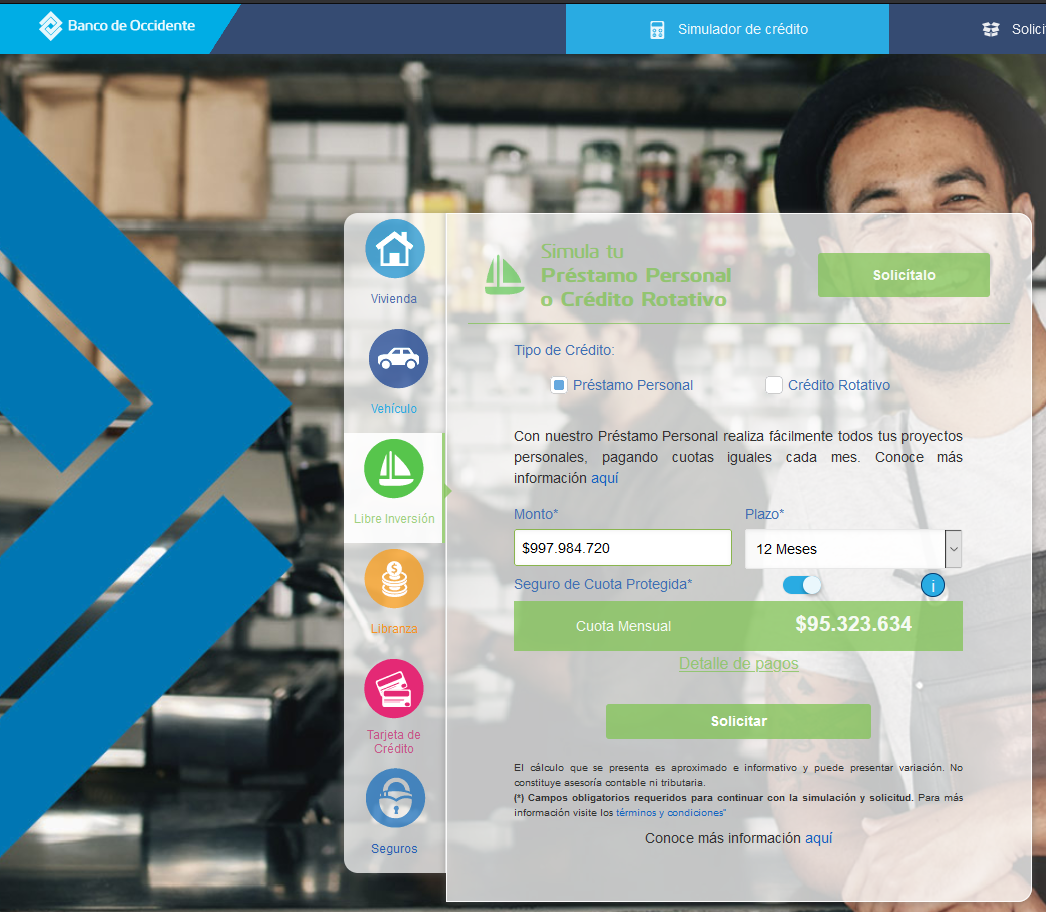 Banco de Occidente
Simulador de crédito
Vivienda
Vehículo
Libre Inversión
Libranza
Tarjeta de
Crédito
Seguros
Simula tu
Préstamo Personal
o Crédito Rotativo
Solicítalo
Tipo de Crédito:
Préstamo Personal
Crédito Rotativo
Con nuestro Préstamo Personal realiza fácilmente todos tus proyectos
personales, pagando cuotas iguales cada mes. Conoce más
información aquí
Monto*
Plazo*
$997.984.720
12 Meses
Seguro de Cuota Protegida*
i
Cuota Mensual
$95.323.634
Detalle de pagos
Solicitar
El cálculo que se presenta es aproximado e informativo y puede presentar variación. No
constituye asesoría contable ni tributaria.
(*) Campos obligatorios requeridos para continuar con la simulación y solicitud. Para más
información visite los términos y condiciones"
Conoce más información aquí